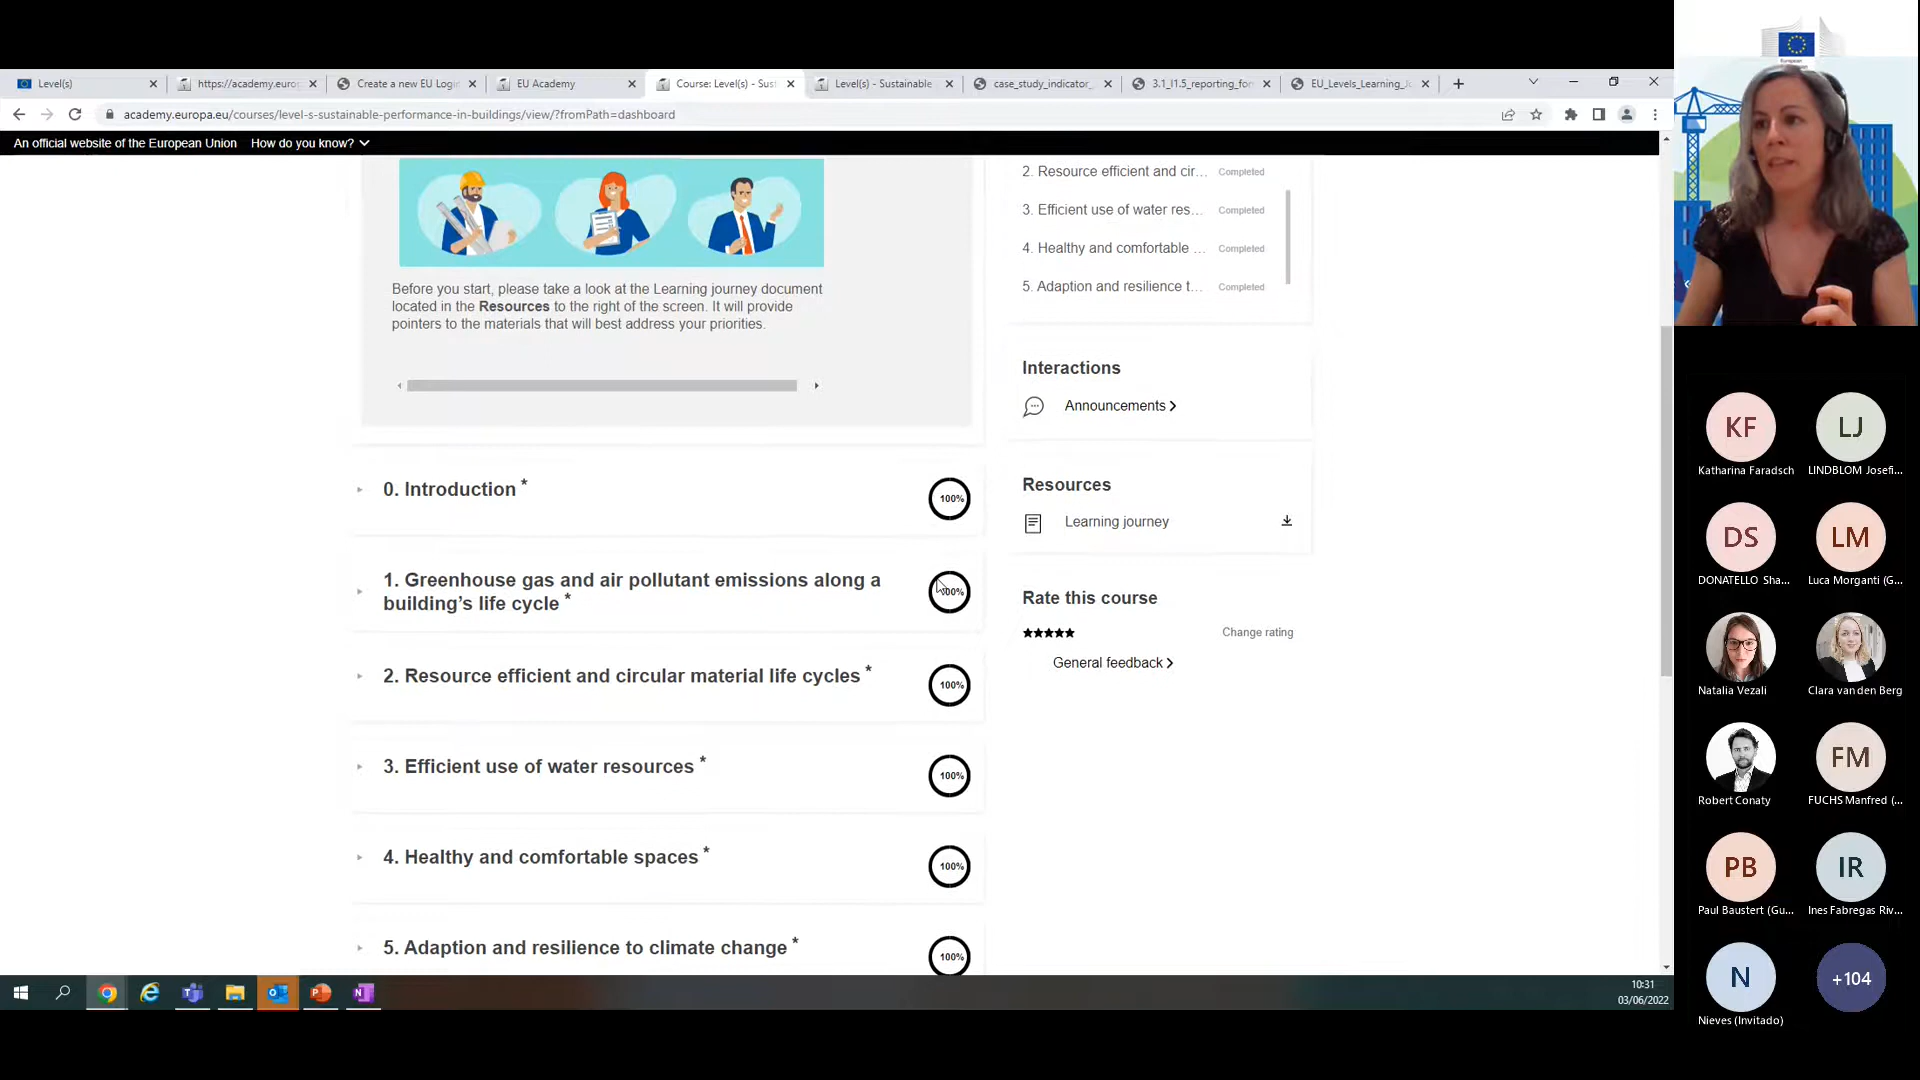 Level(s)
https://academy.euro
Create a new EU Logi
EU Academy
Course: Level(s) - Sus
Level(s) - Sustainable
case_study_indicator_
3.1_I1.5_reporting_fo
EU_Levels_Learning_J
academy.europa.eu/courses/level-s-sustainable-performance-in-buildings/view/?fromPath=dashboard
An official website of the European Union How do you know?
Before you start, please take a look at the Learning journey document
located in the Resources to the right of the screen. It will provide
pointers to the materials that will best address your priorities.
0. Introduction *
100%
1. Greenhouse gas and air pollutant emissions along a
building's life cycle *
100%
2. Resource efficient and circular material life cycles *
100%
3. Efficient use of water resources *
100%
4. Healthy and comfortable spaces *
100%
5. Adaption and resilience to climate change *
100%
2. Resource efficient and cir... Completed
3. Efficient use of water res... Completed
4. Healthy and comfortable ... Completed
5. Adaption and resilience t... Completed
Interactions
Announcements
Resources
Learning journey
Rate this course
Change rating
General feedback
10:31
03/06/2022
European
KF
Katharina Faradsch
LJ
LINDBLOM Josefi...
DS
DONATELLO Sha...
LM
Luca Morganti (G...
Natalia Vezali
Clara van den Berg
Robert Conaty
FM
FUCHS Manfred (...
PB
Paul Baustert (Gu...
IR
Ines Fabregas Riv...
N
Nieves (Invitado)
+104